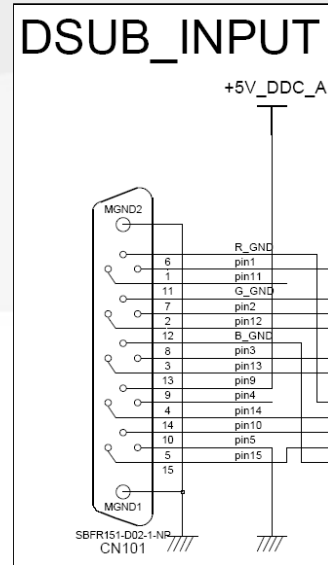 DSUB_INPUT
+5V_DDC_A
MGND2
R_GND
6 pin1
1 pin11
11 G_GND
7 pin2
2 pin12
12 B_GND
8 pin3
3 pin13
13 pin9
9 pin4
4 pin14
14 pin10
10 pin5
5 pin15
15
MGND1
SBFR151-D02-1-NP
CN101